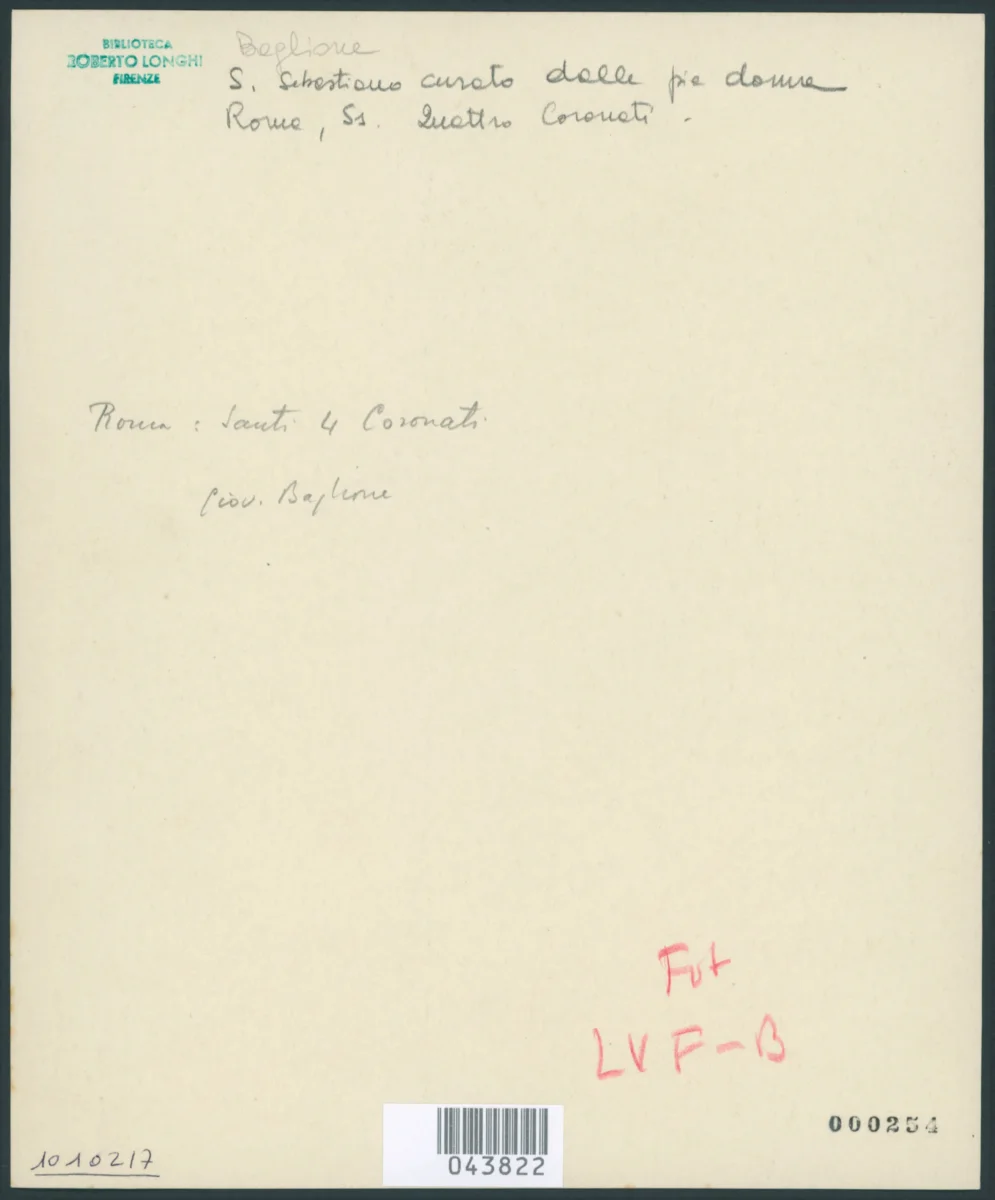 BIBLIOTECA
ROBERTO LONGHI
FIRENZE
Baglione
S. Sebastiano curato dalle pie donne
Roma, Ss. Quattro Coronati.
Roma: Santi 4 Coronati
Giov. Baglione
Fot.
LV F-B
000254
043822
1010217